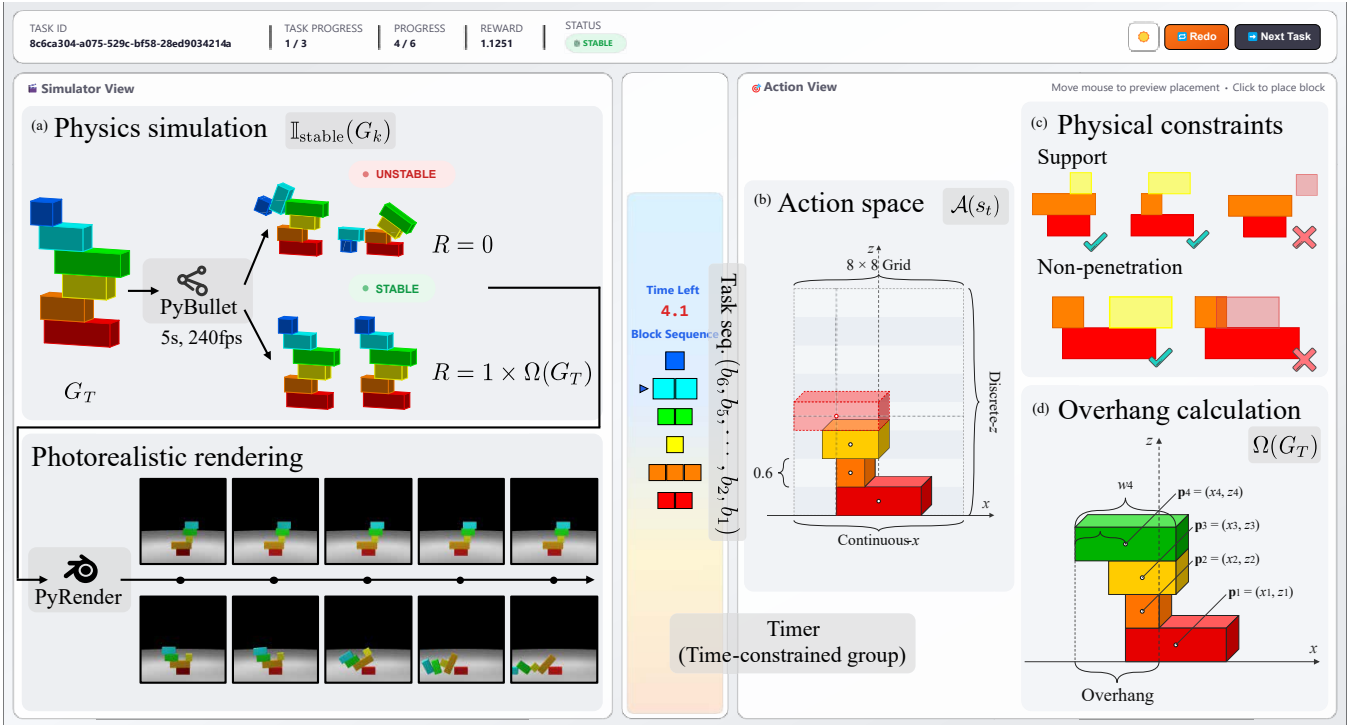 TASK ID
8c6ca304-a075-529c-bf58-28ed9034214a
TASK PROGRESS
1 / 3
PROGRESS
4 / 6
REWARD
1.1251
STATUS
STABLE
Redo
Next Task
Simulator View
(a) Physics simulation
𝕀stable(Gk)
UNSTABLE
R = 0
STABLE
PyBullet
5s, 240fps
R = 1 × Ω(GT)
GT
Photorealistic rendering
PyRender
Time Left
4.1
Block Sequence
Task seq. (b6, b5, · · · , b2, b1)
Timer
(Time-constrained group)
Action View
Move mouse to preview placement • Click to place block
(b) Action space
A(st)
z
8 × 8 Grid
Discrete-z
0.6
x
Continuous-x
(c) Physical constraints
Support
Non-penetration
(d) Overhang calculation
Ω(GT)
z
w4
p4 = (x4, z4)
p3 = (x3, z3)
p2 = (x2, z2)
p1 = (x1, z1)
x
Overhang